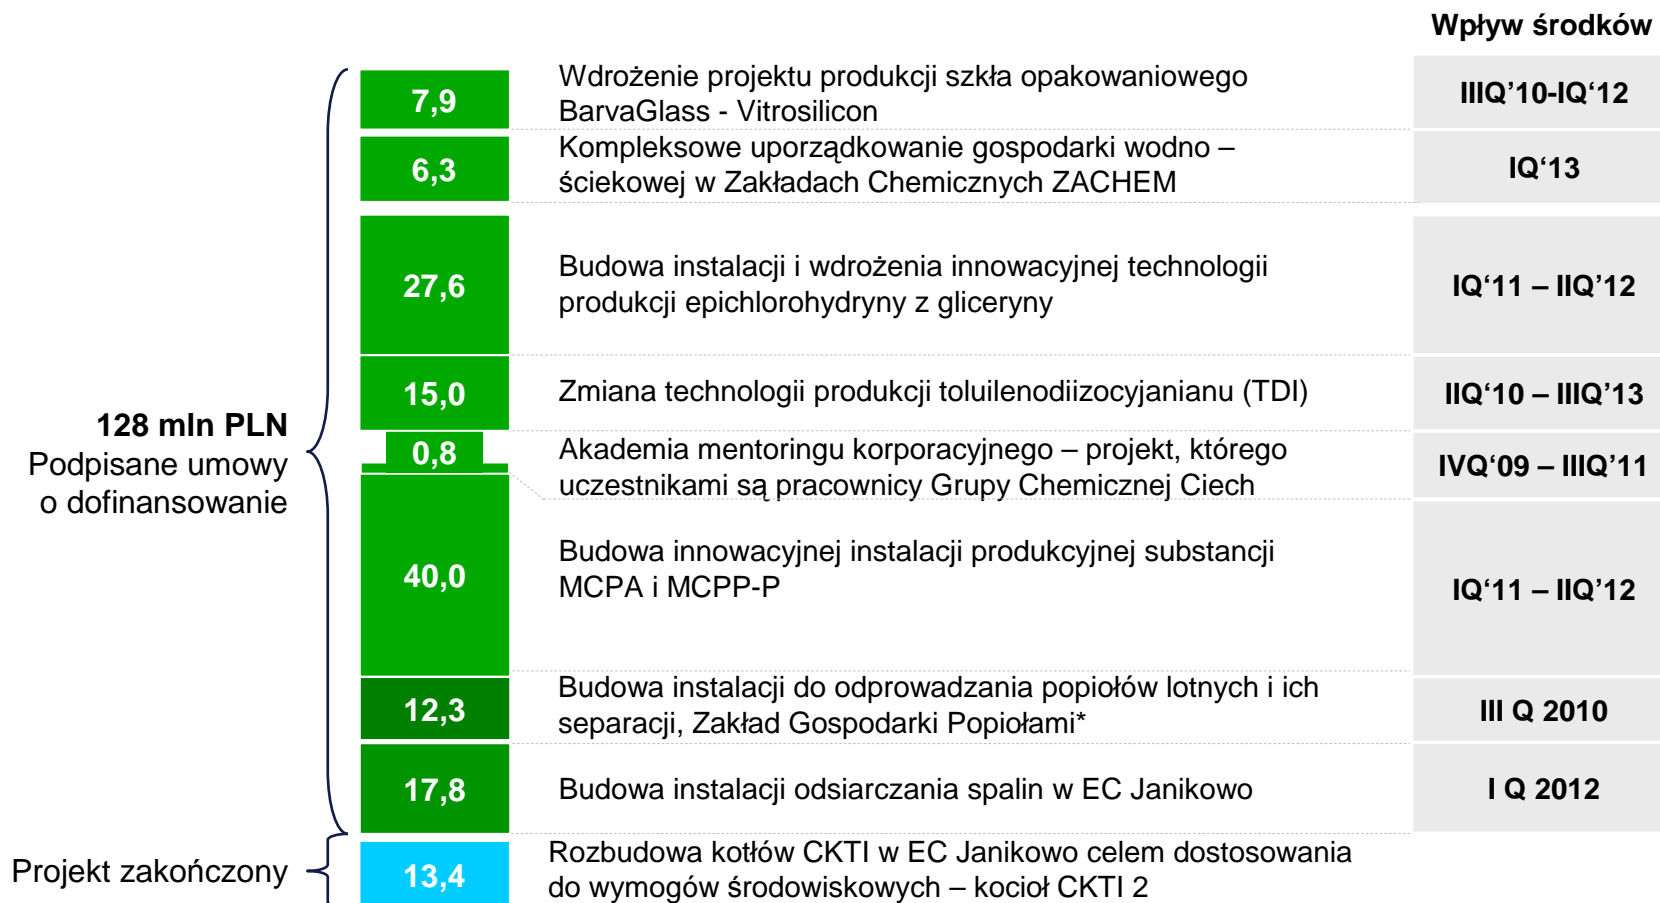 Wpływ środków
7,9
Wdrożenie projektu produkcji szkła opakowaniowego
BarvaGlass - Vitrosilicon
IIIQ’10-IQ‘12
6,3
Kompleksowe uporządkowanie gospodarki wodno –
ściekowej w Zakładach Chemicznych ZACHEM
IQ‘13
27,6
Budowa instalacji i wdrożenia innowacyjnej technologii
produkcji epichlorohydryny z gliceryny
IQ‘11 – IIQ’12
15,0
Zmiana technologii produkcji toluilenodiizocyjanianu (TDI)
IIQ‘10 – IIIQ’13
128 mln PLN
Podpisane umowy
o dofinansowanie
0,8
Akademia mentoringu korporacyjnego – projekt, którego
uczestnikami są pracownicy Grupy Chemicznej Ciech
IVQ‘09 – IIIQ’11
40,0
Budowa innowacyjnej instalacji produkcyjnej substancji
MCPA i MCPP-P
IQ‘11 – IIQ’12
12,3
Budowa instalacji do odprowadzania popiołów lotnych i ich
separacji, Zakład Gospodarki Popiołami*
III Q 2010
17,8
Budowa instalacji odsiarczania spalin w EC Janikowo
I Q 2012
Projekt zakończony
13,4
Rozbudowa kotłów CKTI w EC Janikowo celem dostosowania
do wymogów środowiskowych – kocioł CKTI 2